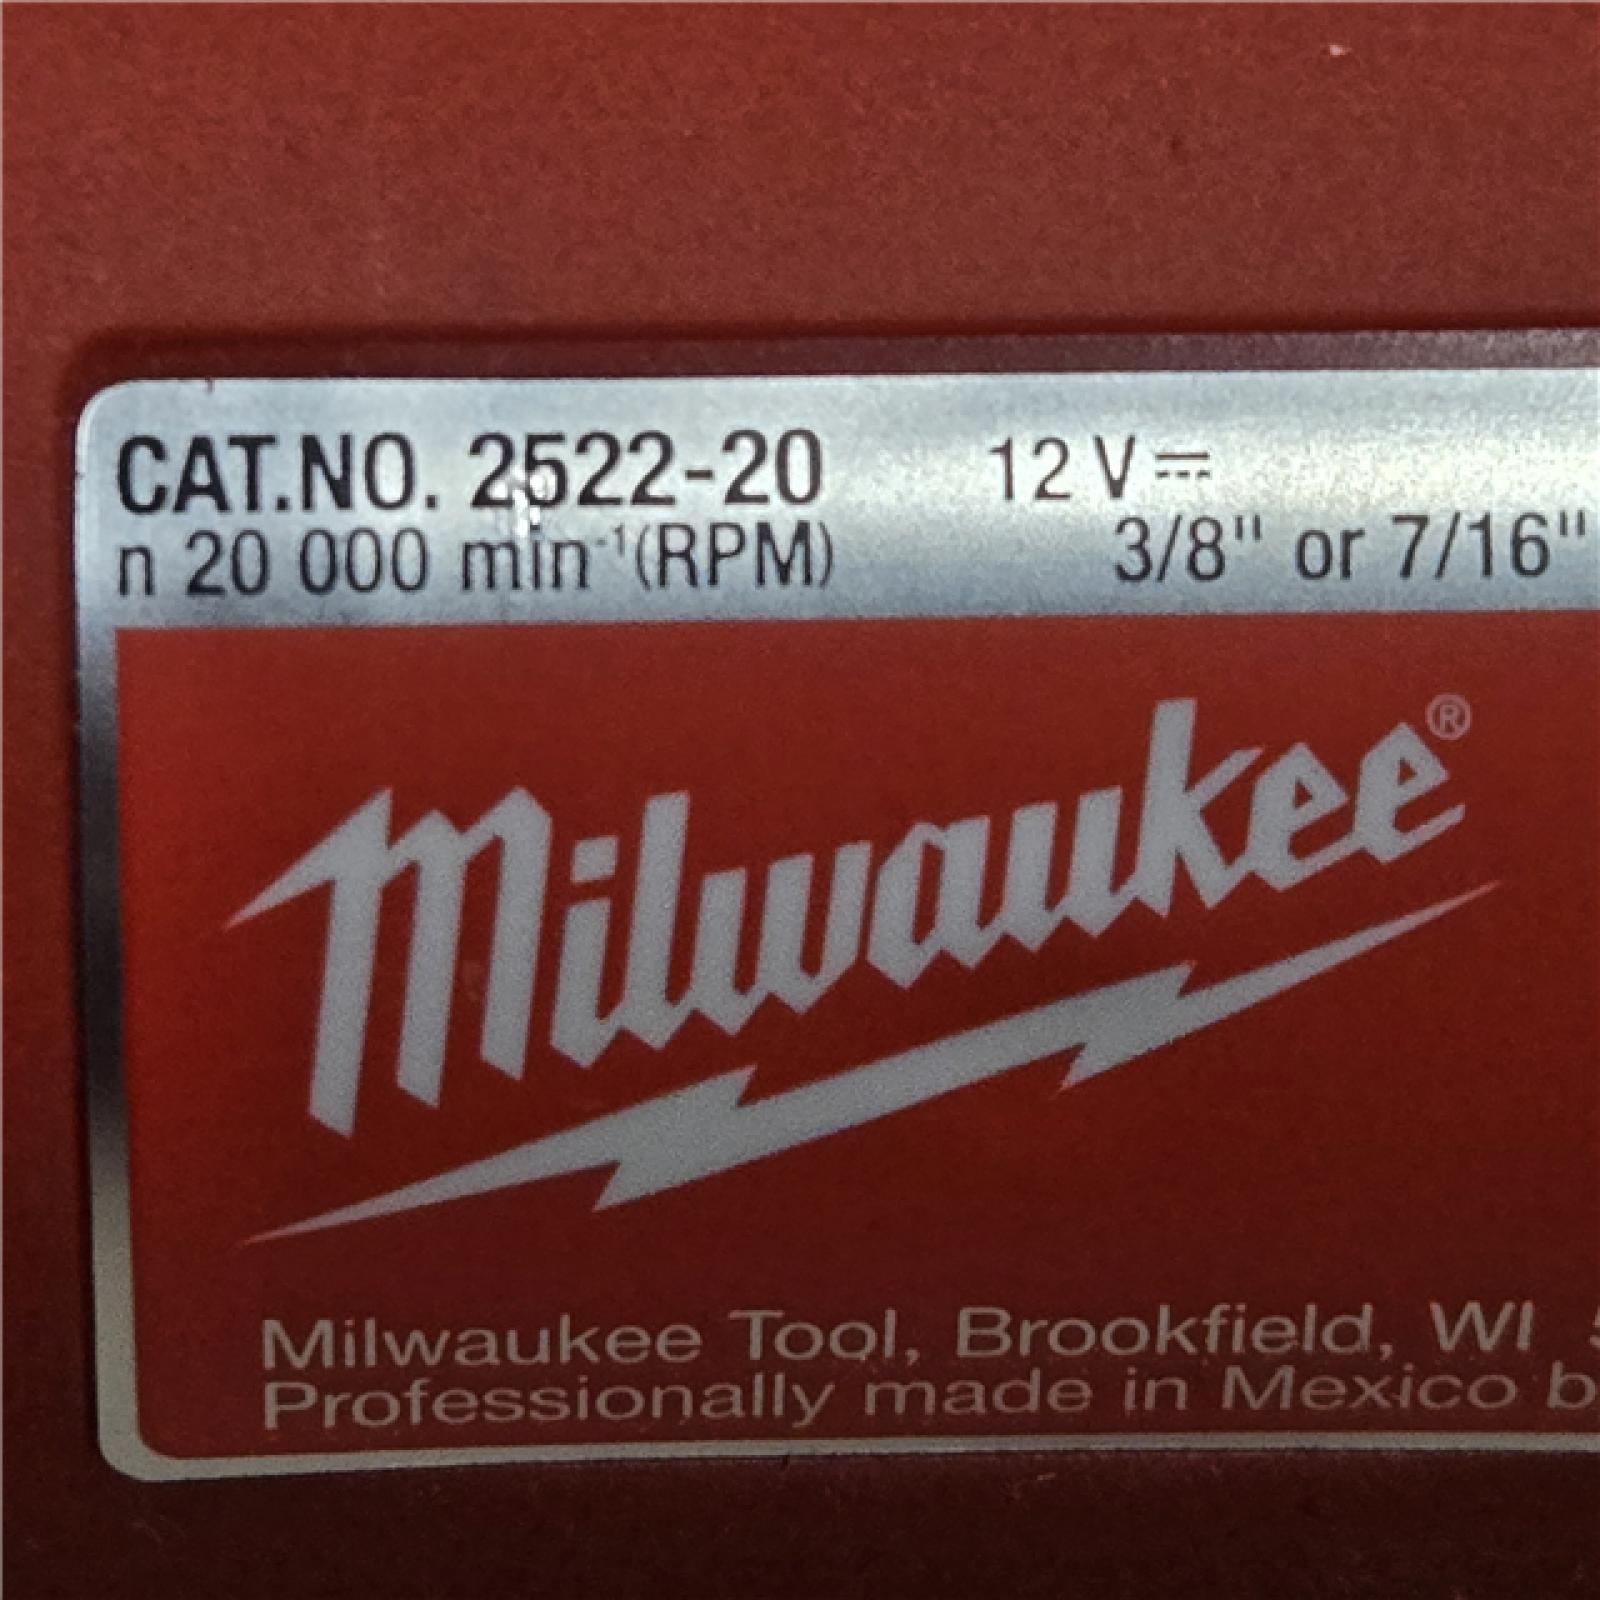 CAT.NO. 2522-20 12 V⎓
n 20 000 min⁻¹(RPM) 3/8" or 7/16"
Milwaukee®
Milwaukee Tool, Brookfield, WI
Professionally made in Mexico